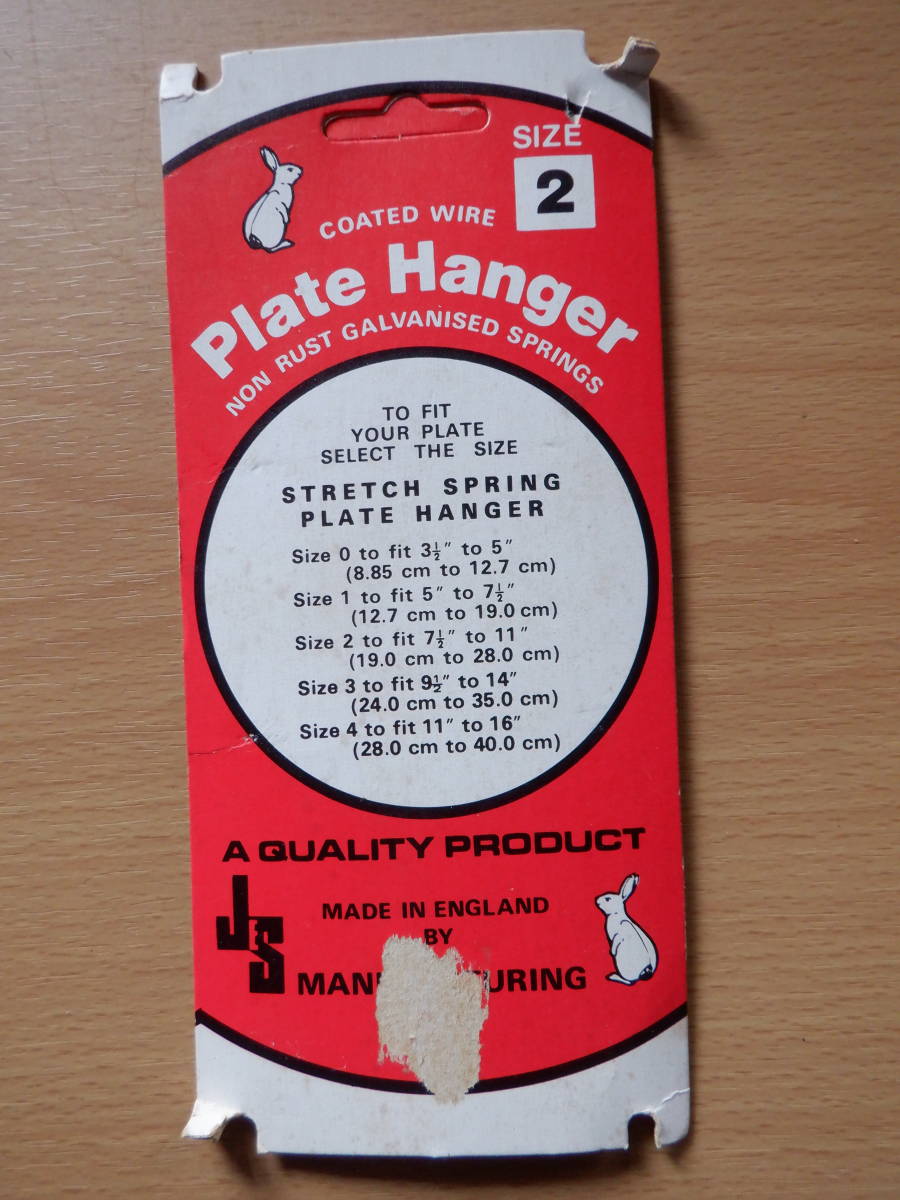 SIZE
2
COATED WIRE
Plate Hanger
NON RUST GALVANISED SPRINGS
TO FIT
YOUR PLATE
SELECT THE SIZE
STRETCH SPRING
PLATE HANGER
Size 0 to fit 3½″ to 5″
(8.85 cm to 12.7 cm)
Size 1 to fit 5″ to 7½″
(12.7 cm to 19.0 cm)
Size 2 to fit 7½″ to 11″
(19.0 cm to 28.0 cm)
Size 3 to fit 9½″ to 14″
(24.0 cm to 35.0 cm)
Size 4 to fit 11″ to 16″
(28.0 cm to 40.0 cm)
A QUALITY PRODUCT
J&S
MADE IN ENGLAND
BY